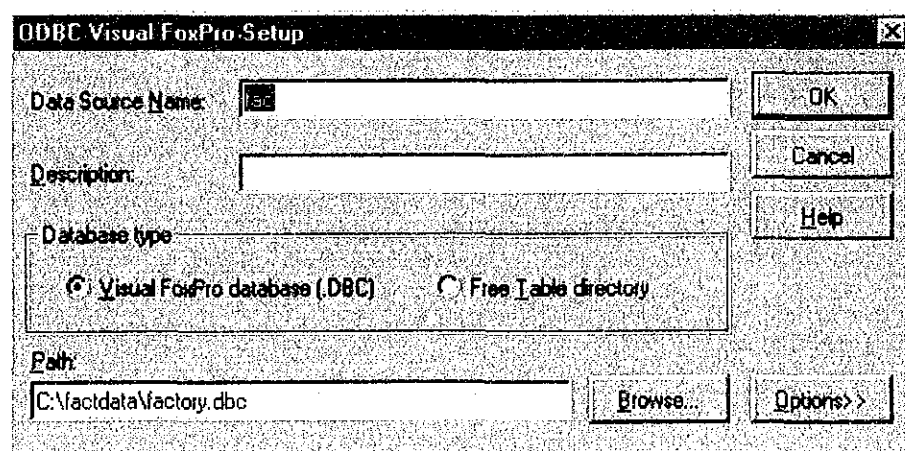 ODBC Visual FoxPro Setup
Data Source Name:
OK
Description:
Cancel
Help
Database type
Visual FoxPro database (.DBC)
Free Table directory
Path:
C:\factdata\factory.dbc
Browse...
Options>>